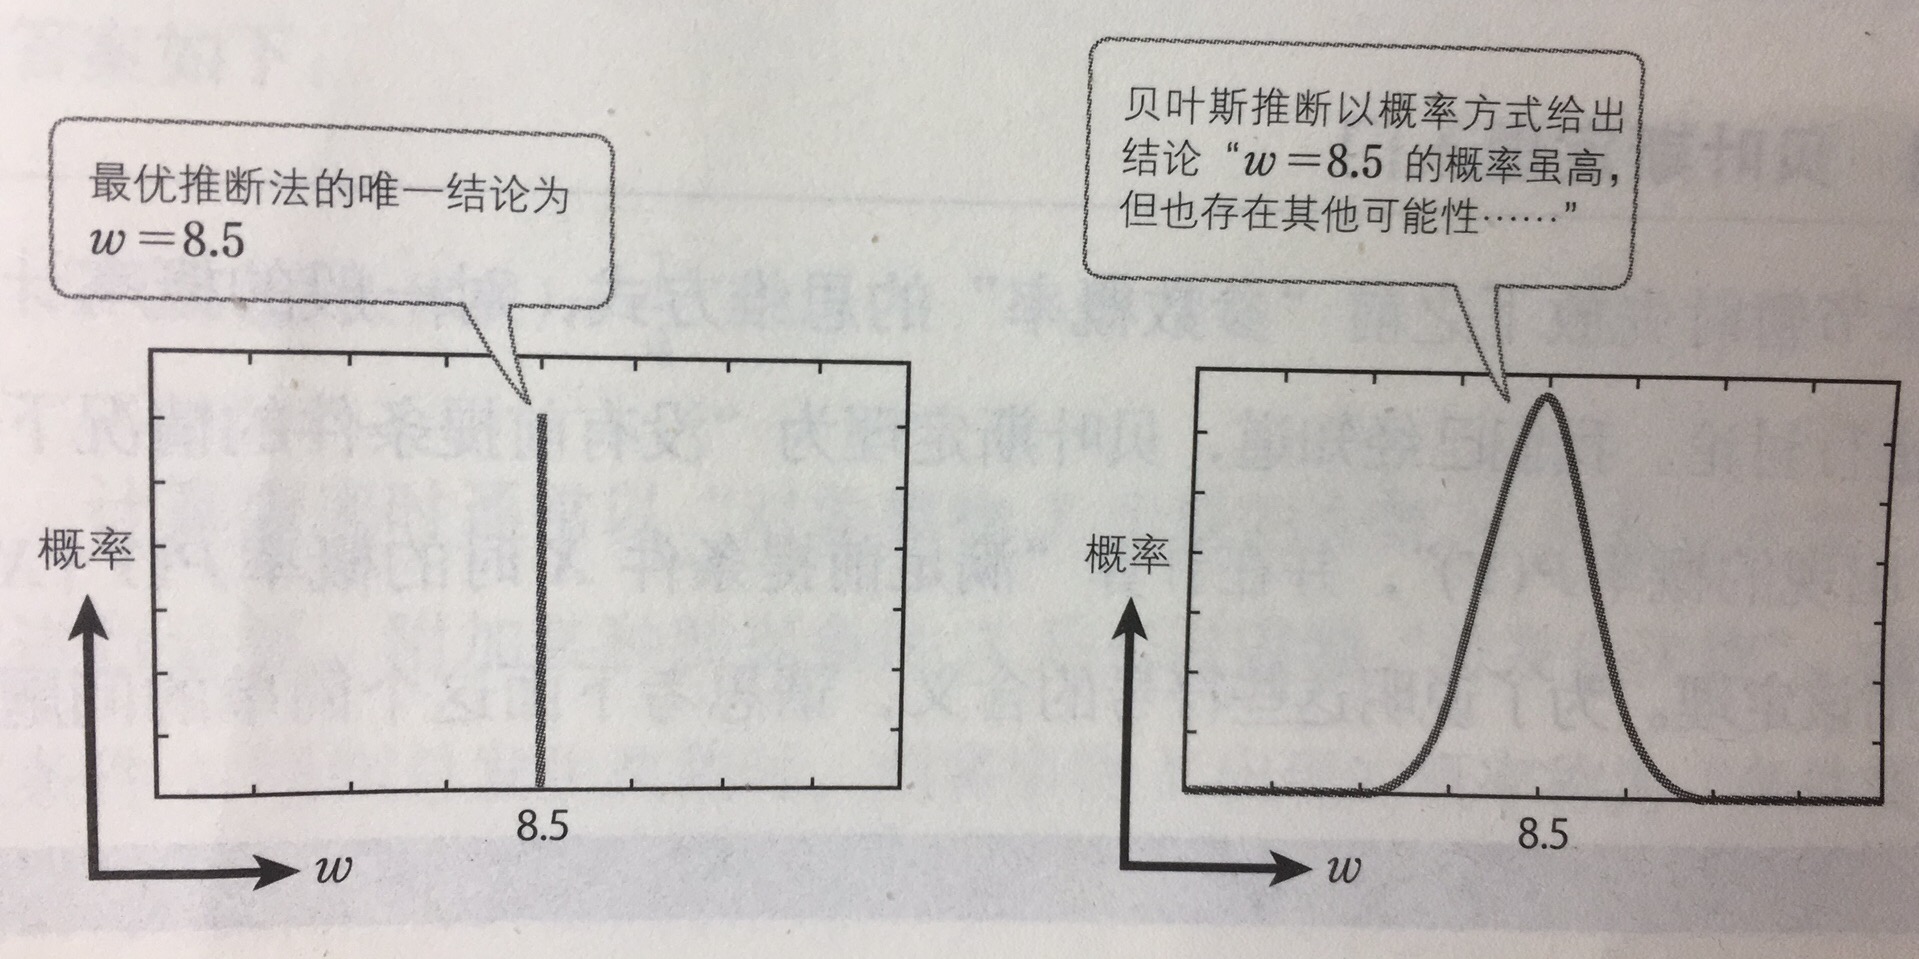 最优推断法的唯一结论为
w＝8.5
概率
8.5
w
贝叶斯推断以概率方式给出
结论“w＝8.5 的概率虽高，
但也存在其他可能性……”
概率
8.5
w